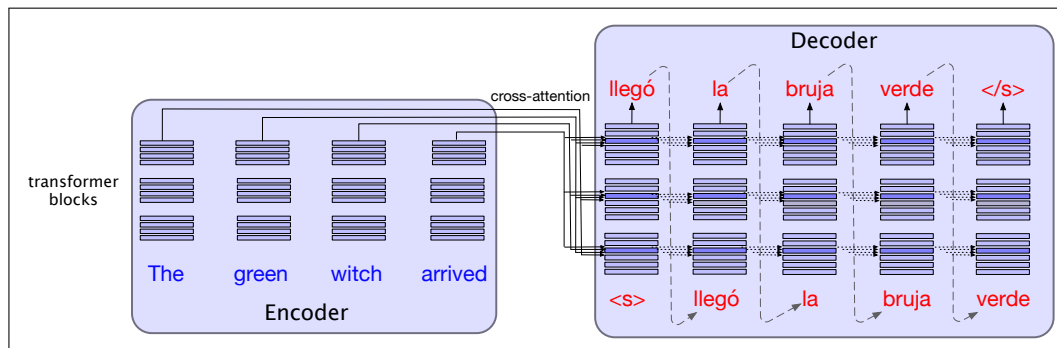 Decoder
llegó la bruja verde </s>
cross-attention
transformer
blocks
The green witch arrived
Encoder
<s> llegó la bruja verde